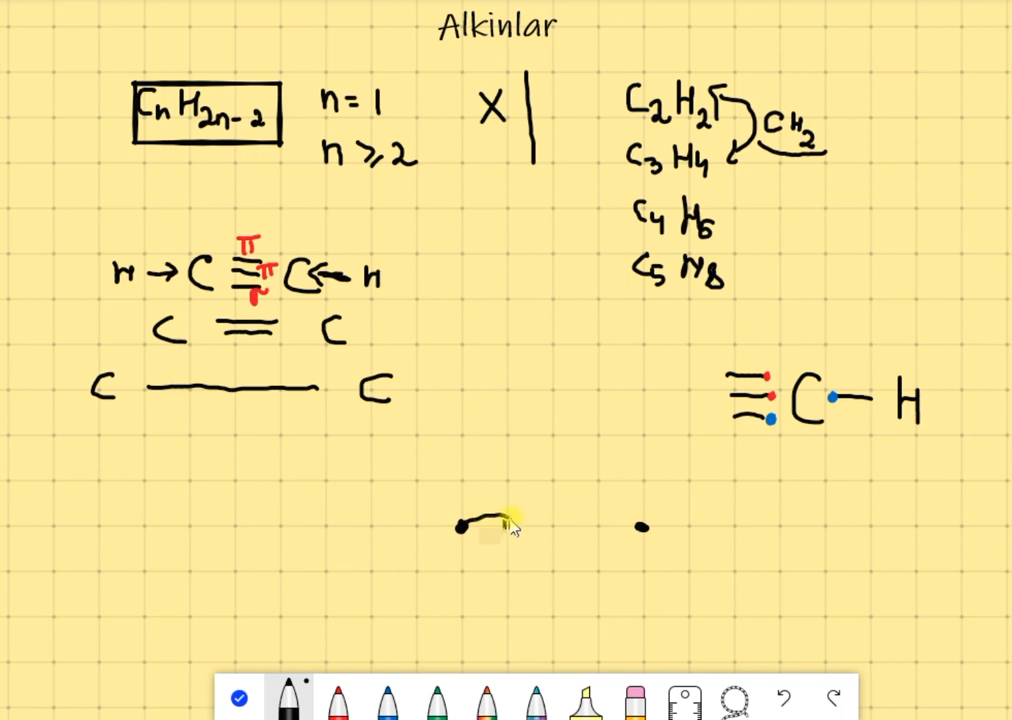 Alkinlar
CnH2n-2
n = 1
n ≥ 2
X
C2H2
C3H4
C4H6
C5H8
CH2
H → C ≡ C ← H
π
π
C = C
C — C
≡ C — H